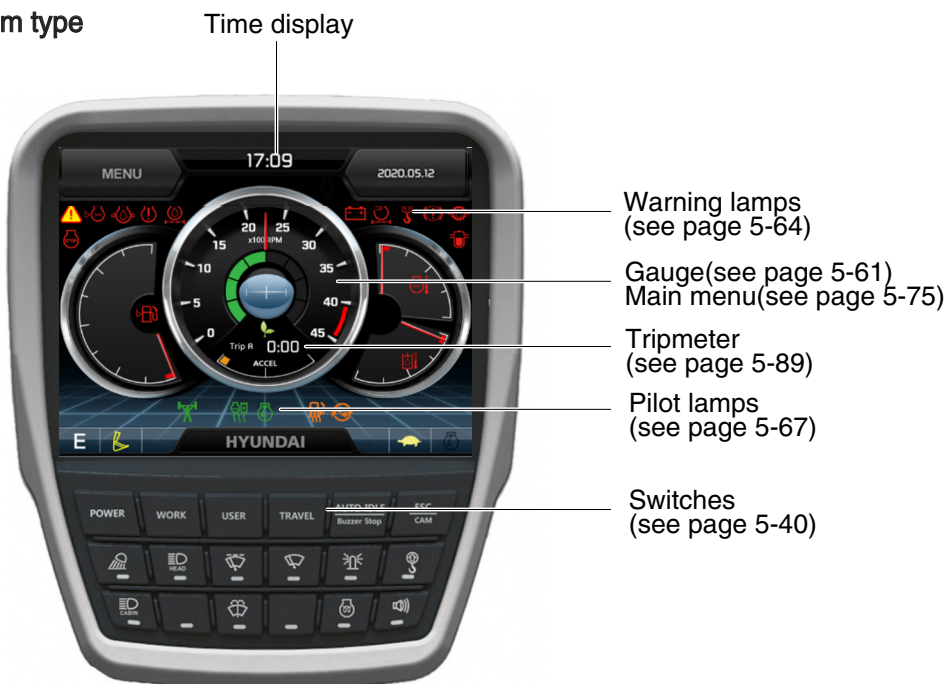 m type
Time display
17:09
MENU
2020.05.12
20 25
x100 RPM
15 30
10 35
5 40
0 45
Trip A 0:00
ACCEL
STOP
E
HYUNDAI
Warning lamps
(see page 5-64)
Gauge(see page 5-61)
Main menu(see page 5-75)
Tripmeter
(see page 5-89)
Pilot lamps
(see page 5-67)
Switches
(see page 5-40)
POWER WORK USER TRAVEL AUTO IDLE ESC
Buzzer Stop CAM
HEAD
CABIN